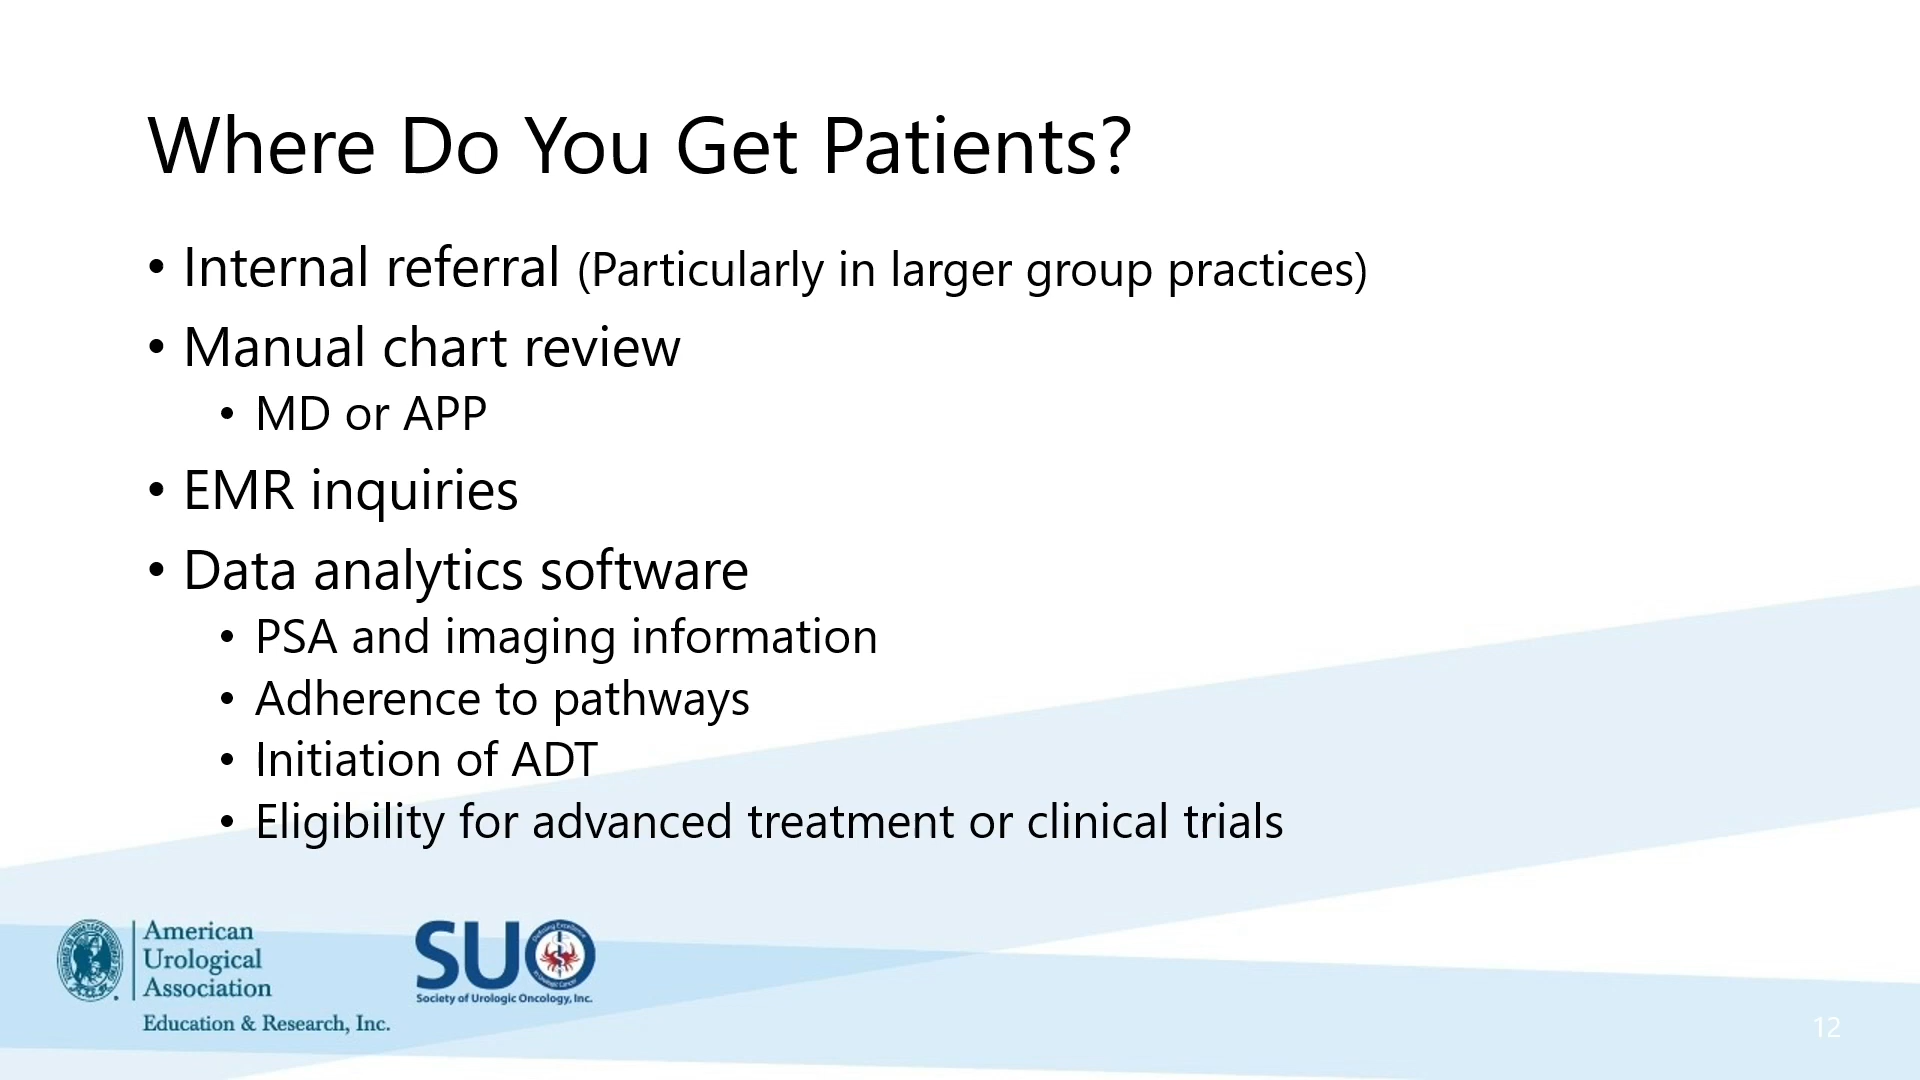 Where Do You Get Patients?
• Internal referral (Particularly in larger group practices)
• Manual chart review
• MD or APP
• EMR inquiries
• Data analytics software
• PSA and imaging information
• Adherence to pathways
• Initiation of ADT
• Eligibility for advanced treatment or clinical trials
American
Urological
Association
Education & Research, Inc.
SUO
Society of Urologic Oncology, Inc.
12